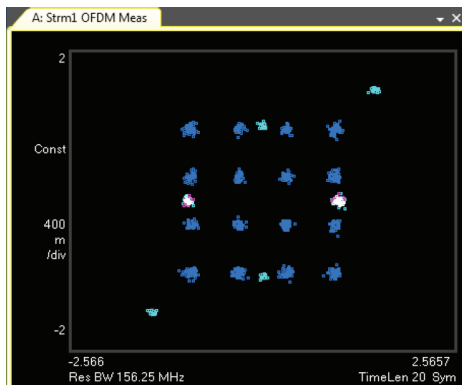 A: Strm1 OFDM Meas
2
Const
400
m
/div
-2
-2.566
2.5657
Res BW 156.25 MHz
TimeLen 20 Sym